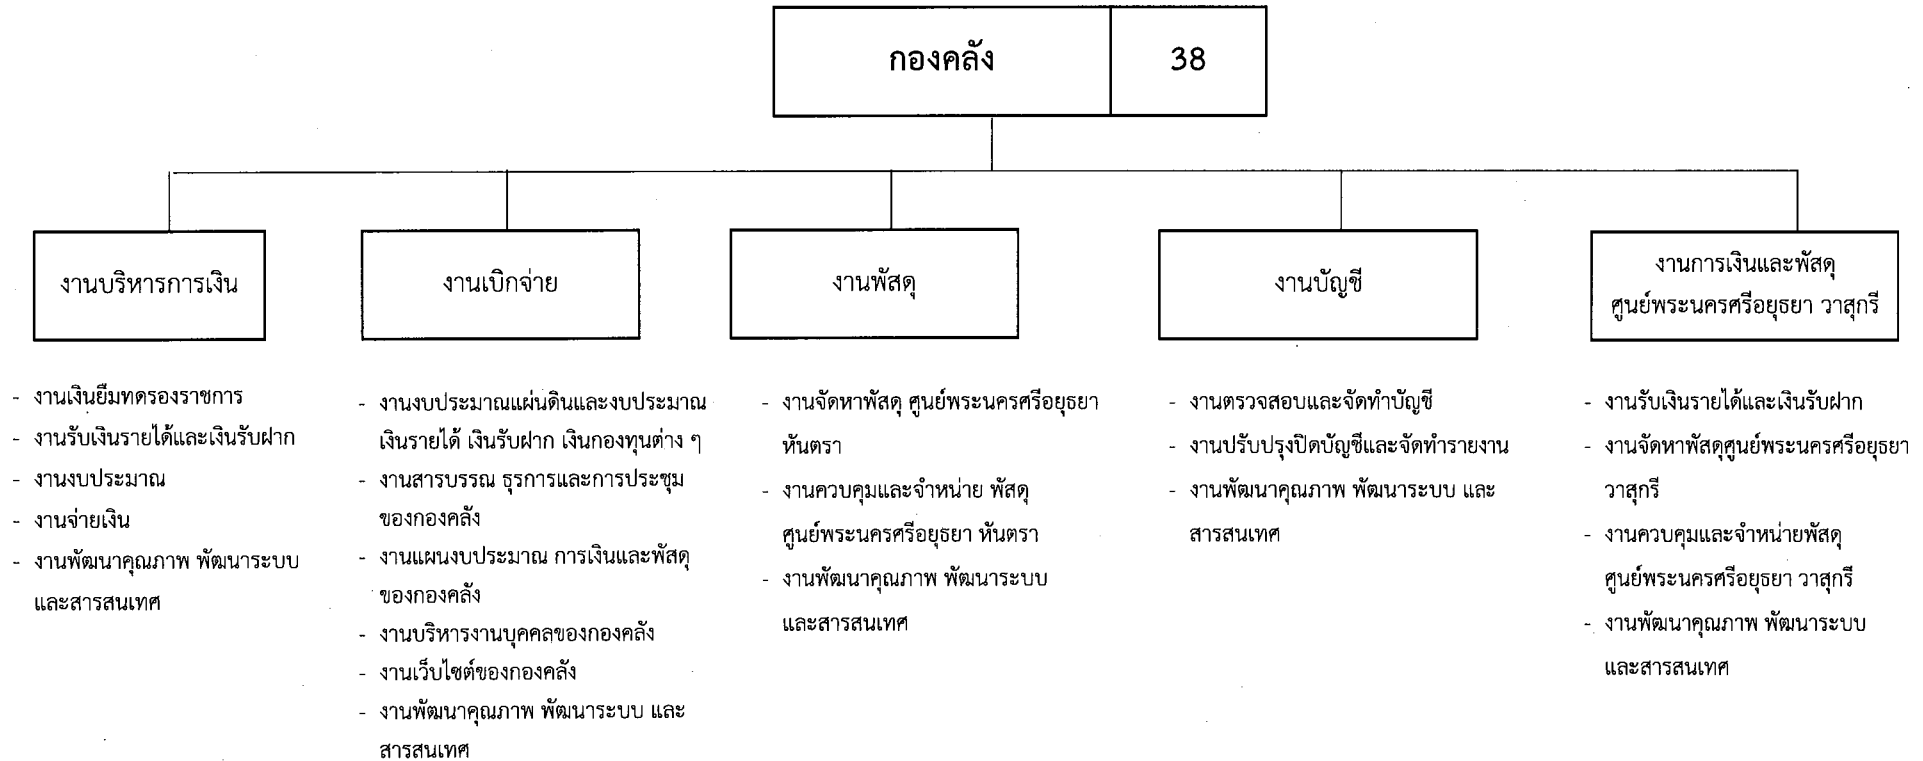 กองคลัง 38
งานบริหารการเงิน
- งานเงินยืมทดรองราชการ
- งานรับเงินรายได้และเงินรับฝาก
- งานงบประมาณ
- งานจ่ายเงิน
- งานพัฒนาคุณภาพ พัฒนาระบบ
และสารสนเทศ
งานเบิกจ่าย
- งานงบประมาณแผ่นดินและงบประมาณ
เงินรายได้ เงินรับฝาก เงินกองทุนต่าง ๆ
- งานสารบรรณ ธุรการและการประชุม
ของกองคลัง
- งานแผนงบประมาณ การเงินและพัสดุ
ของกองคลัง
- งานบริหารงานบุคคลของกองคลัง
- งานเว็บไซต์ของกองคลัง
- งานพัฒนาคุณภาพ พัฒนาระบบ และ
สารสนเทศ
งานพัสดุ
- งานจัดหาพัสดุ ศูนย์พระนครศรีอยุธยา
หันตรา
- งานควบคุมและจำหน่าย พัสดุ
ศูนย์พระนครศรีอยุธยา หันตรา
- งานพัฒนาคุณภาพ พัฒนาระบบ
และสารสนเทศ
งานบัญชี
- งานตรวจสอบและจัดทำบัญชี
- งานปรับปรุงปิดบัญชีและจัดทำรายงาน
- งานพัฒนาคุณภาพ พัฒนาระบบ และ
สารสนเทศ
งานการเงินและพัสดุ
ศูนย์พระนครศรีอยุธยา วาสุกรี
- งานรับเงินรายได้และเงินรับฝาก
- งานจัดหาพัสดุศูนย์พระนครศรีอยุธยา
วาสุกรี
- งานควบคุมและจำหน่ายพัสดุ
ศูนย์พระนครศรีอยุธยา วาสุกรี
- งานพัฒนาคุณภาพ พัฒนาระบบ
และสารสนเทศ